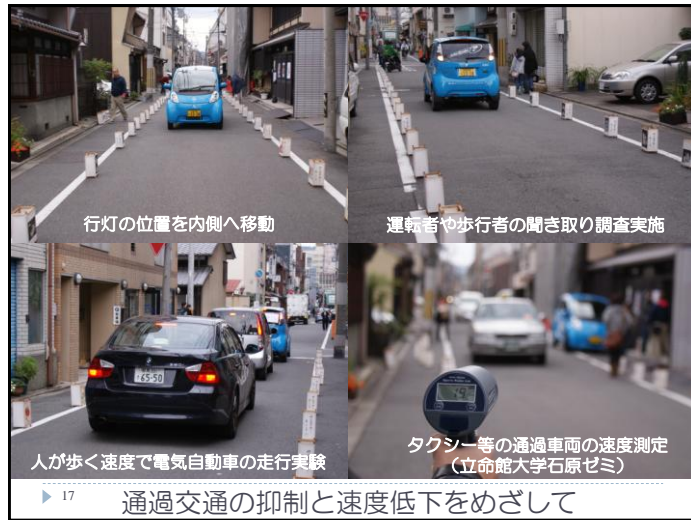 行灯の位置を内側へ移動
運転者や歩行者の聞き取り調査実施
65-50
人が歩く速度で電気自動車の走行実験
タクシー等の通過車両の速度測定
（立命館大学石原ゼミ）
17
通過交通の抑制と速度低下をめざして